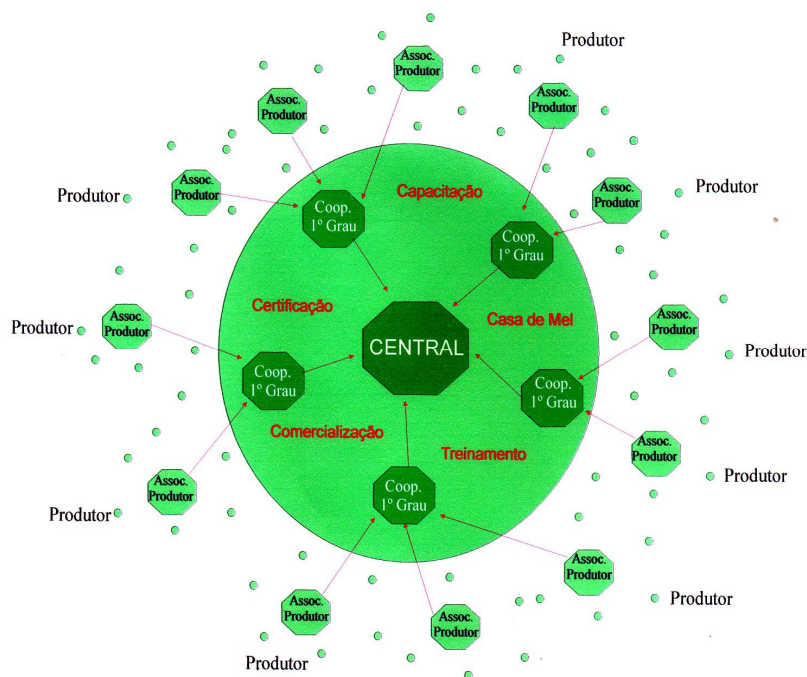 Produtor
Assoc.
Produtor
Assoc.
Produtor
Assoc.
Produtor
Assoc.
Produtor
Assoc.
Produtor
Produtor
Produtor
Capacitação
Coop.
1º Grau
Coop.
1º Grau
Certificação
Casa de Mel
Assoc.
Produtor
Assoc.
Produtor
Produtor
CENTRAL
Produtor
Coop.
1º Grau
Coop.
1º Grau
Comercialização
Treinamento
Assoc.
Produtor
Assoc.
Produtor
Produtor
Coop.
1º Grau
Produtor
Assoc.
Produtor
Assoc.
Produtor
Assoc.
Produtor
Produtor
Produtor